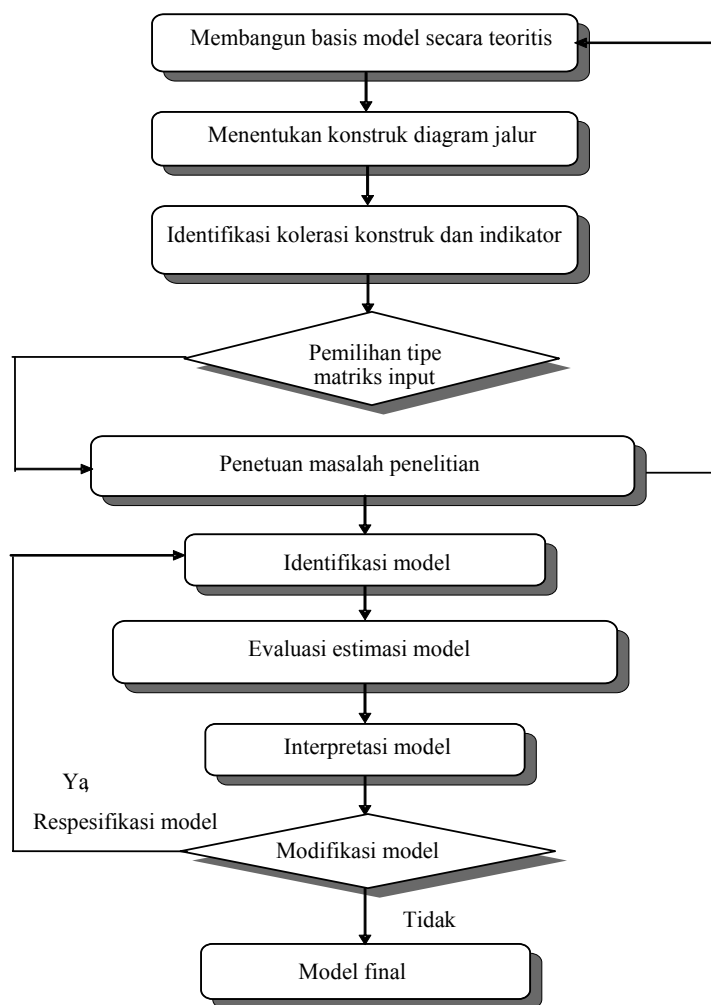 Membangun basis model secara teoritis
Menentukan konstruk diagram jalur
Identifikasi kolerasi konstruk dan indikator
Pemilihan tipe
matriks input
Penetuan masalah penelitian
Identifikasi model
Evaluasi estimasi model
Interpretasi model
Ya,
Respesifikasi model
Modifikasi model
Tidak
Model final